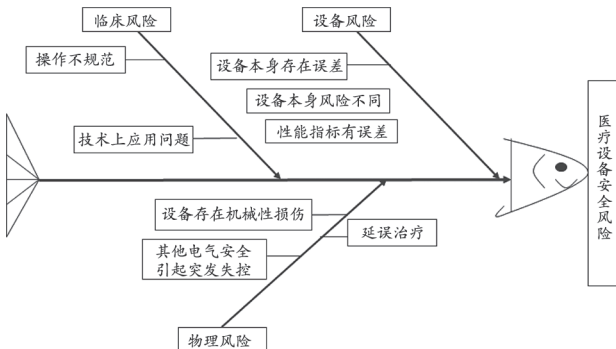 临床风险
设备风险
操作不规范
设备本身存在误差
设备本身风险不同
技术上应用问题
性能指标有误差
医疗设备安全风险
设备存在机械性损伤
延误治疗
其他电气安全
引起突发失控
物理风险